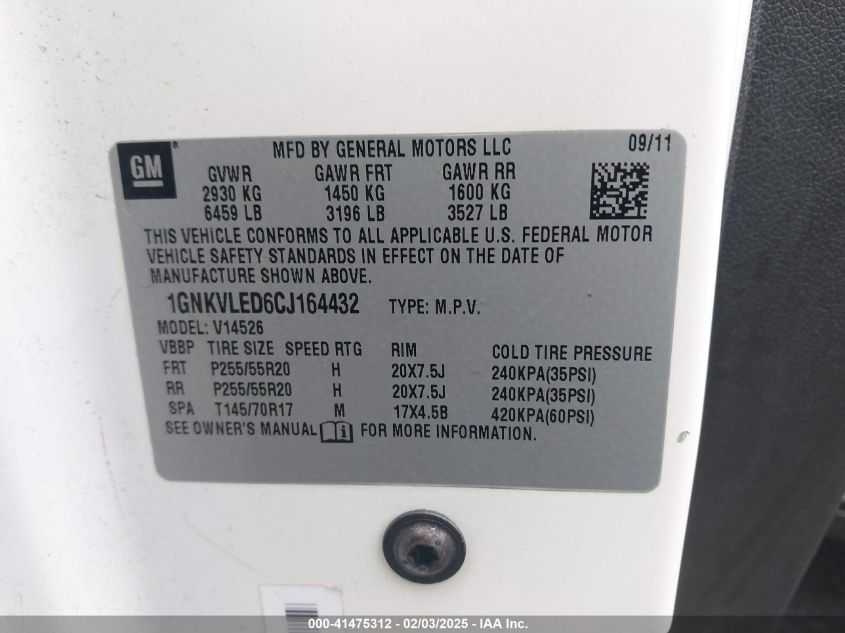 GM
MFD BY GENERAL MOTORS LLC 09/11
GVWR GAWR FRT GAWR RR
2930 KG 1450 KG 1600 KG
6459 LB 3196 LB 3527 LB
THIS VEHICLE CONFORMS TO ALL APPLICABLE U.S. FEDERAL MOTOR
VEHICLE SAFETY STANDARDS IN EFFECT ON THE DATE OF
MANUFACTURE SHOWN ABOVE.
1GNKVLED6CJ164432 TYPE: M.P.V.
MODEL: V14526
VBBP TIRE SIZE SPEED RTG RIM COLD TIRE PRESSURE
FRT P255/55R20 H 20X7.5J 240KPA(35PSI)
RR P255/55R20 H 20X7.5J 240KPA(35PSI)
SPA T145/70R17 M 17X4.5B 420KPA(60PSI)
SEE OWNER'S MANUAL i FOR MORE INFORMATION.
000-41475312 - 02/03/2025 - IAA Inc.